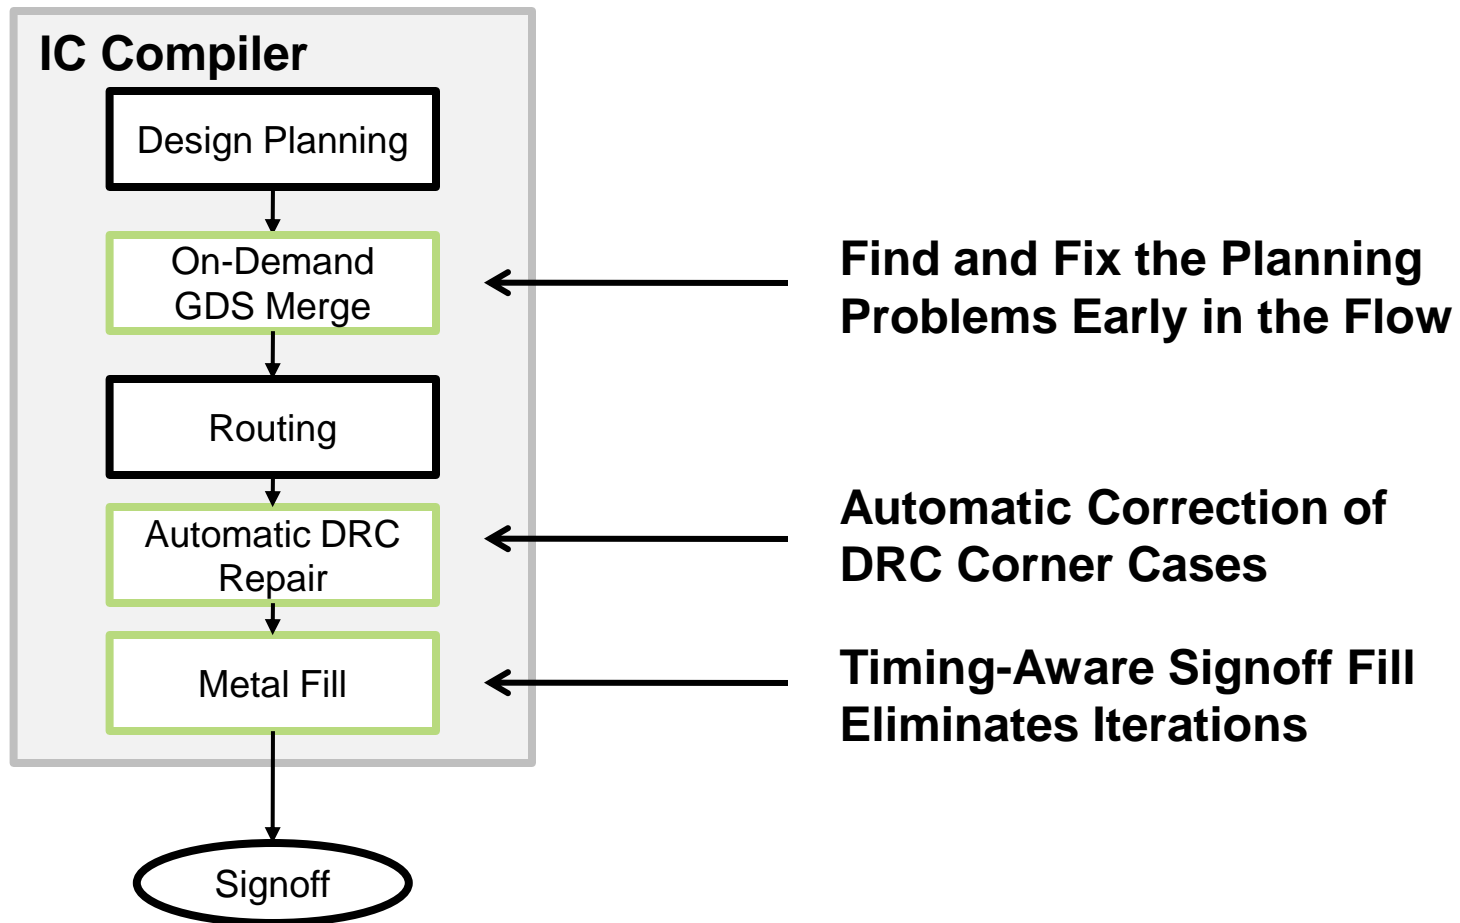 IC Compiler
Design Planning
On-Demand
GDS Merge
Find and Fix the Planning
Problems Early in the Flow
Routing
Automatic DRC
Repair
Automatic Correction of
DRC Corner Cases
Metal Fill
Timing-Aware Signoff Fill
Eliminates Iterations
Signoff